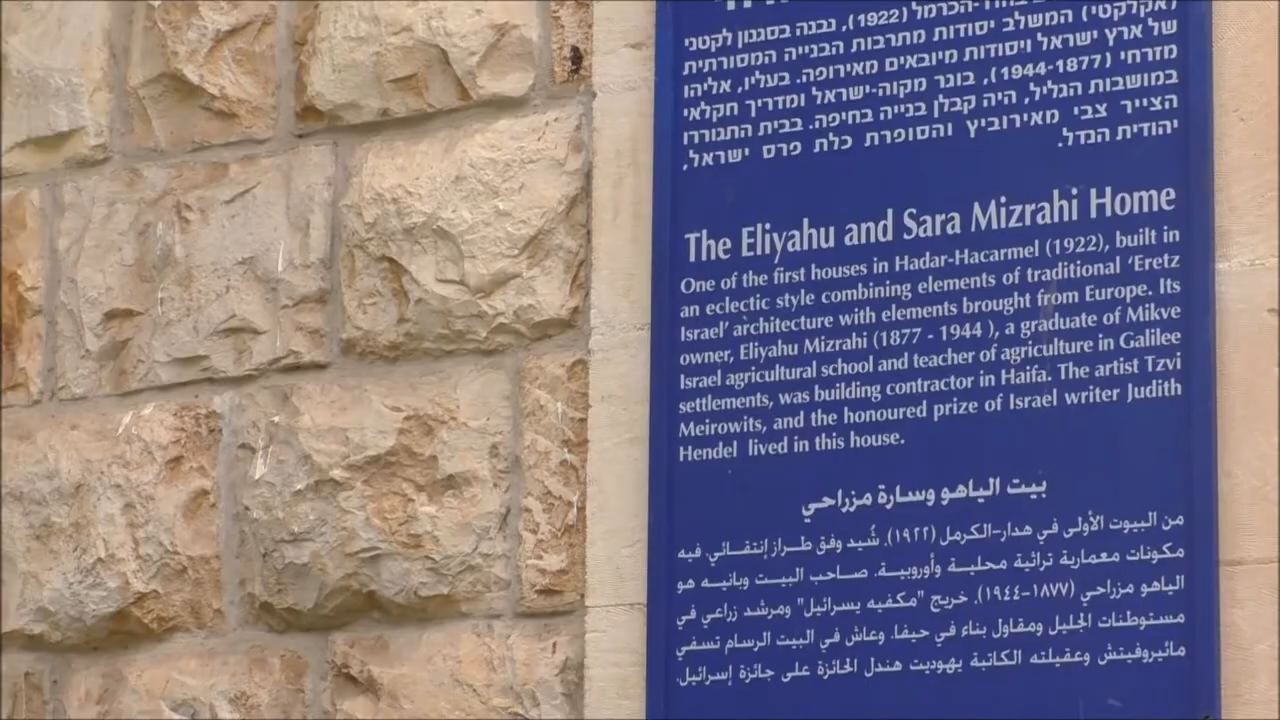 בהדר-הכרמל (1922), נבנה בסגנון לקטני
(אקלקטי) המשלב יסודות מתרבות הבנייה המסורתית
של ארץ ישראל ויסודות מיובאים מאירופה. בעליו, אליהו
מזרחי (1944-1877), בוגר מקוה-ישראל ומדריך חקלאי
במושבות הגליל, היה קבלן בנייה בחיפה. בבית התגוררו
הצייר צבי מאירוביץ והסופרת כלת פרס ישראל,
יהודית הנדל.
The Eliyahu and Sara Mizrahi Home
One of the first houses in Hadar-Hacarmel (1922), built in
an eclectic style combining elements of traditional ‘Eretz
Israel’ architecture with elements brought from Europe. Its
owner, Eliyahu Mizrahi (1877 - 1944 ), a graduate of Mikve
Israel agricultural school and teacher of agriculture in Galilee
settlements, was building contractor in Haifa. The artist Tzvi
Meirowits, and the honoured prize of Israel writer Judith
Hendel lived in this house.
بيت الياهو وسارة مزراحي
من البيوت الأولى في هدار-الكرمل (١٩٢٢). شُيد وفق طراز إنتقائي، فيه
مكونات معمارية تراثية محلية وأوروبية. صاحب البيت وبانيه هو
الياهو مزراحي (١٨٧٧-١٩٤٤). خريج "مكفيه يسرائيل" ومرشد زراعي في
مستوطنات الجليل ومقاول بناء في حيفا. وعاش في البيت الرسام تسفي
مائيروفيتش وعقيلته الكاتبة يهوديت هندل الحائزة على جائزة إسرائيل.